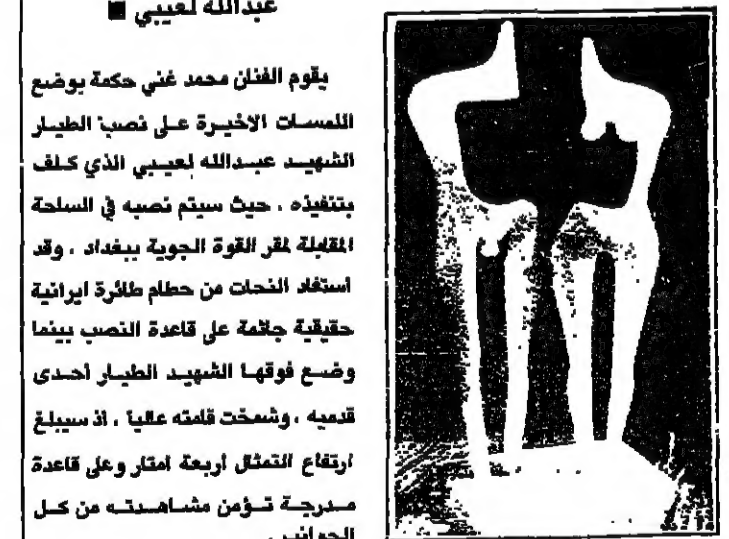 عبدالله لعيبي ■
يقوم الفنان محمد غني حكمة بوضع
اللمسات الاخيرة على نصب الطيار
الشهيد عبدالله لعيبي الذي كلف
بتنفيذه ، حيث سيتم نصبه في الساحة
المقابلة لمقر القوة الجوية ببغداد ، وقد
أستفاد النحات من حطام طائرة ايرانية
حقيقية جاثمة على قاعدة النصب بينما
وضع فوقها الشهيد الطيار أحدى
قدميه ، وشمخت قامته عالياً ، اذ سيبلغ
ارتفاع التمثال أربعة امتار وعلى قاعدة
مدرجة تؤمن مشاهدته من كل
الجوانب .